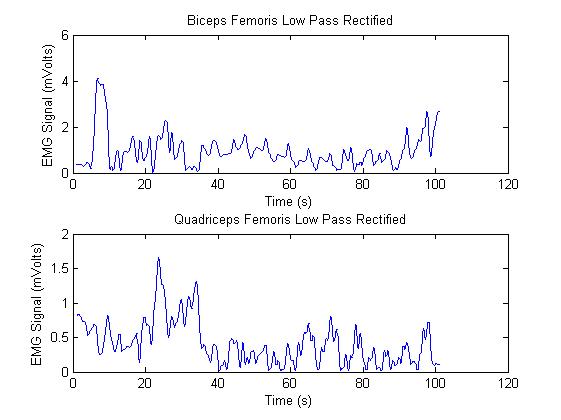 Biceps Femoris Low Pass Rectified
6
4
2
0
EMG Signal (mVolts)
0 20 40 60 80 100 120
Time (s)
Quadriceps Femoris Low Pass Rectified
2
1.5
1
0.5
0
EMG Signal (mVolts)
0 20 40 60 80 100 120
Time (s)